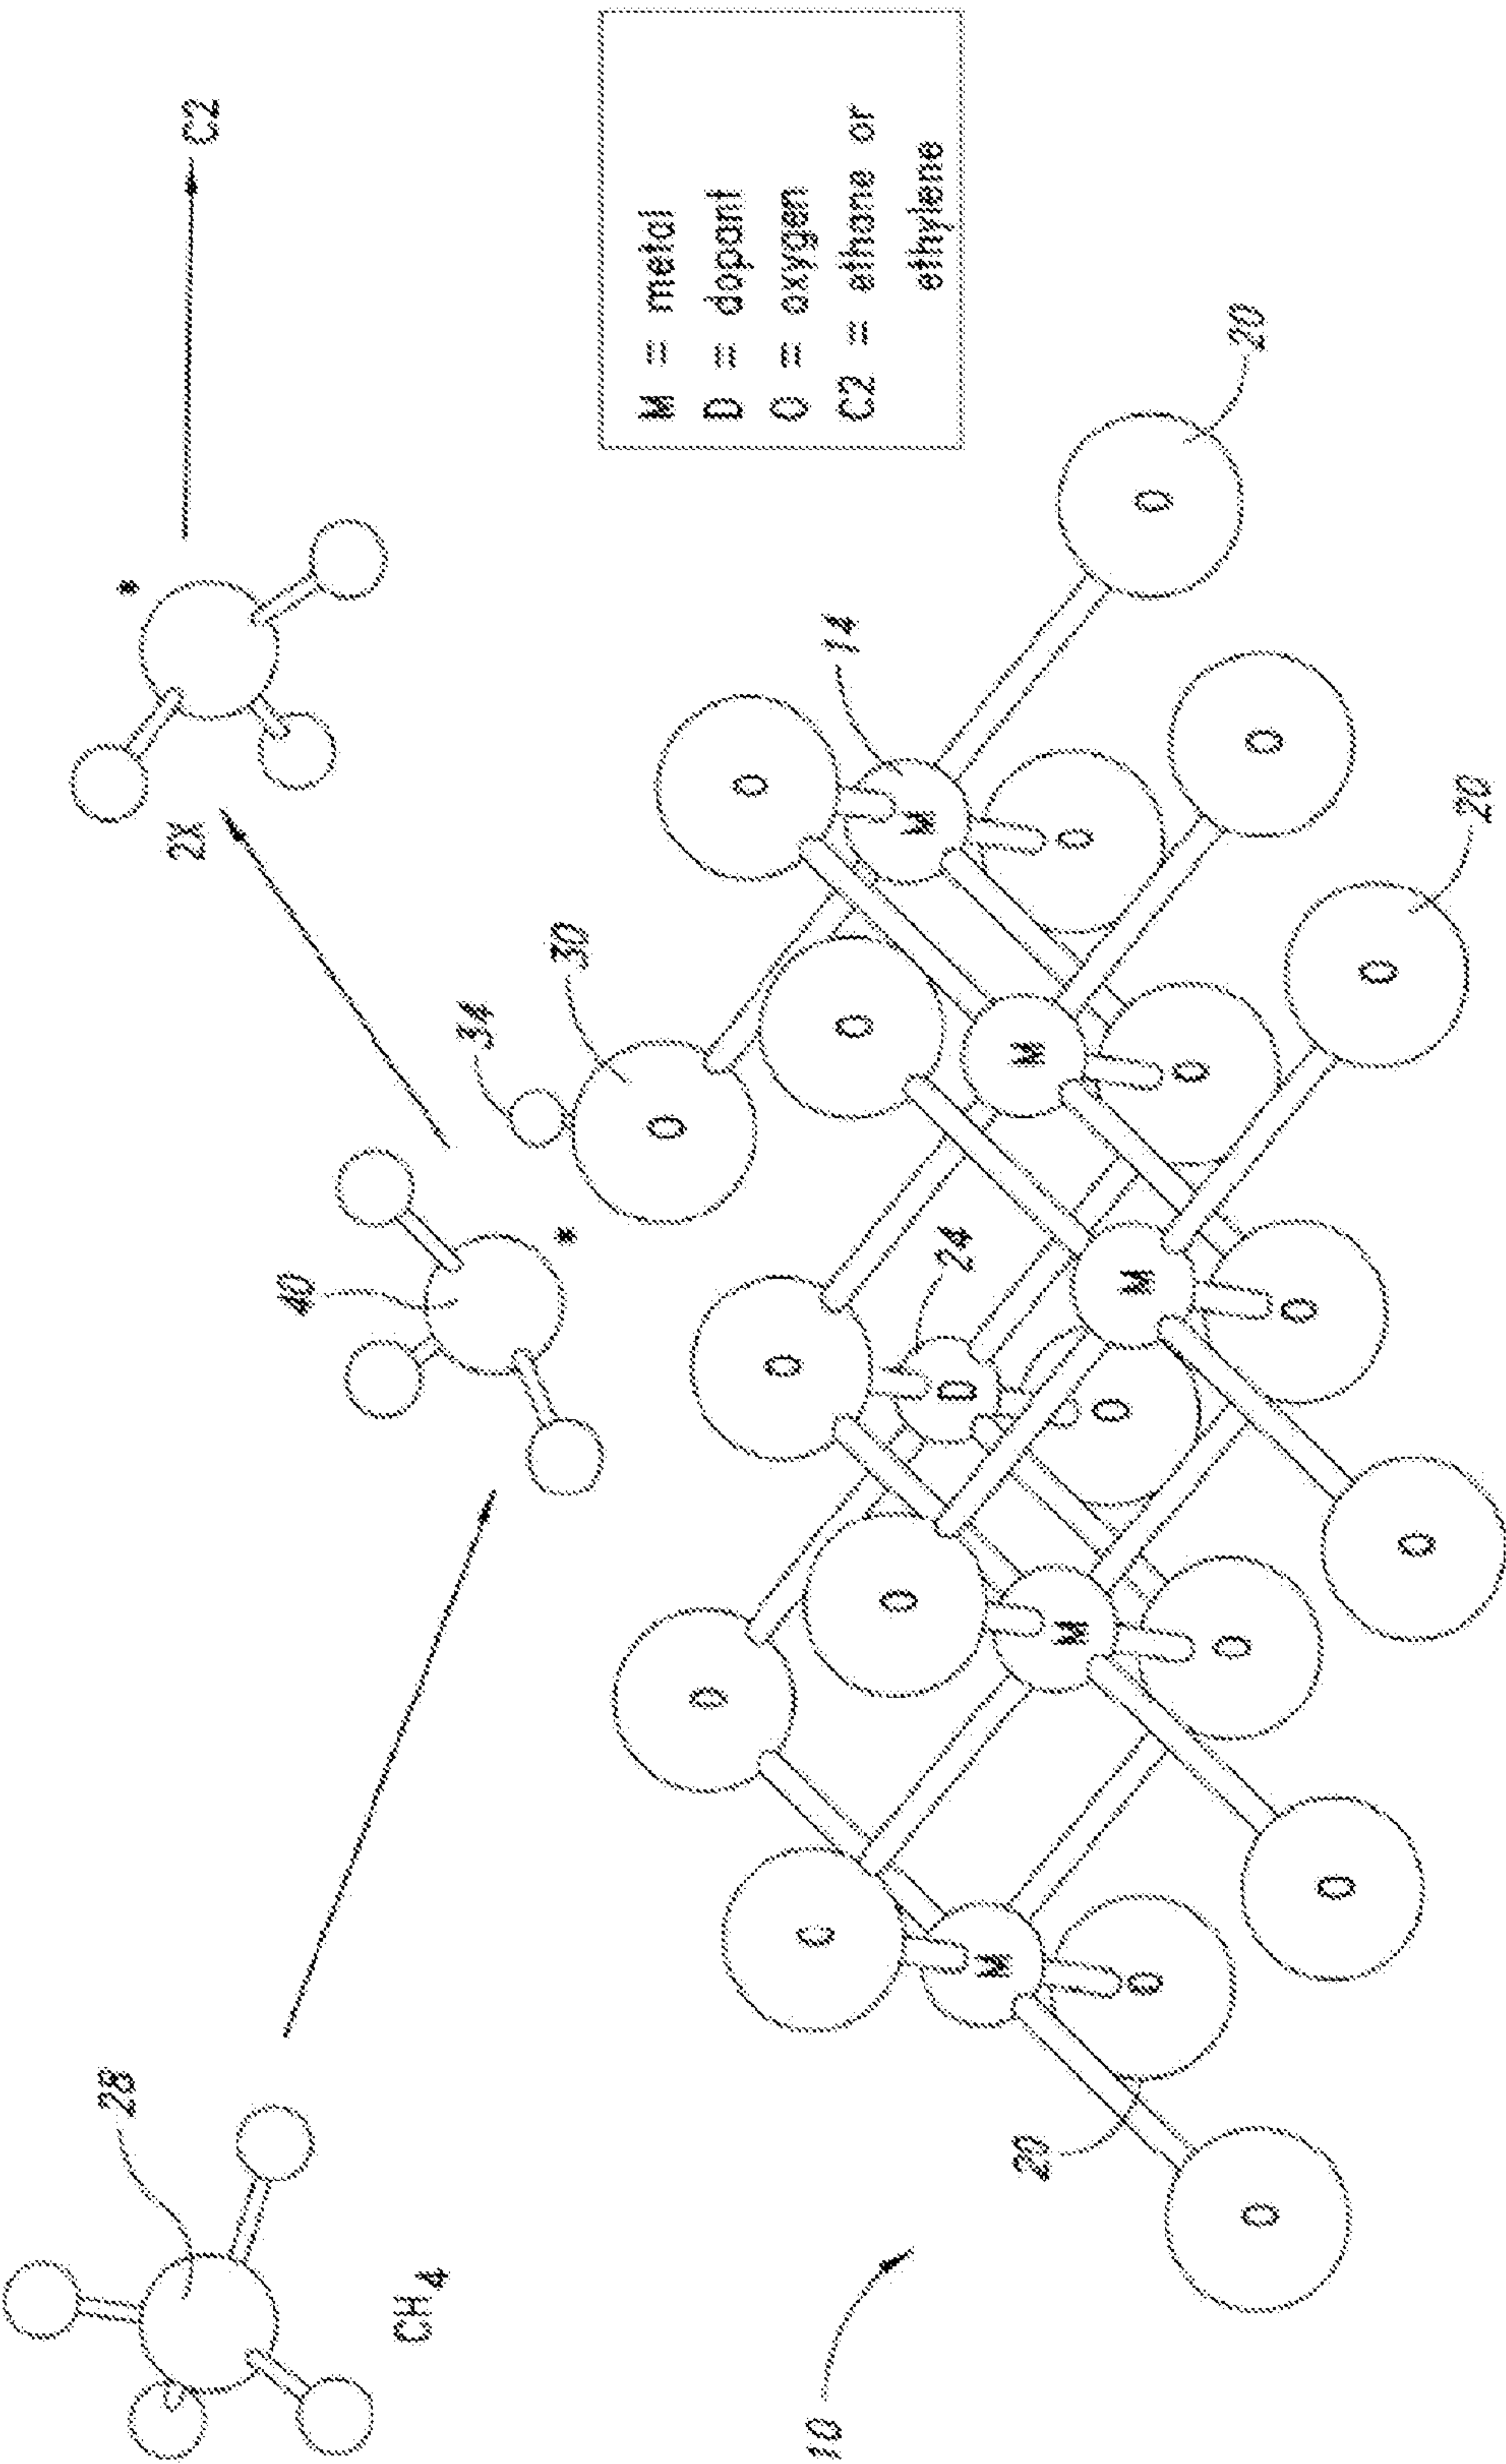 28
C2
2X
40
CH4
*
34
*
30
M = metal
D = dopant
O = oxygen
C2 = ethane or
ethylene
O
O
O
O
O
10
14
O
O
M
D
24
M
M
20
M
O
O
M
O
O
O
O
20
O
O
O
O
O
O
20